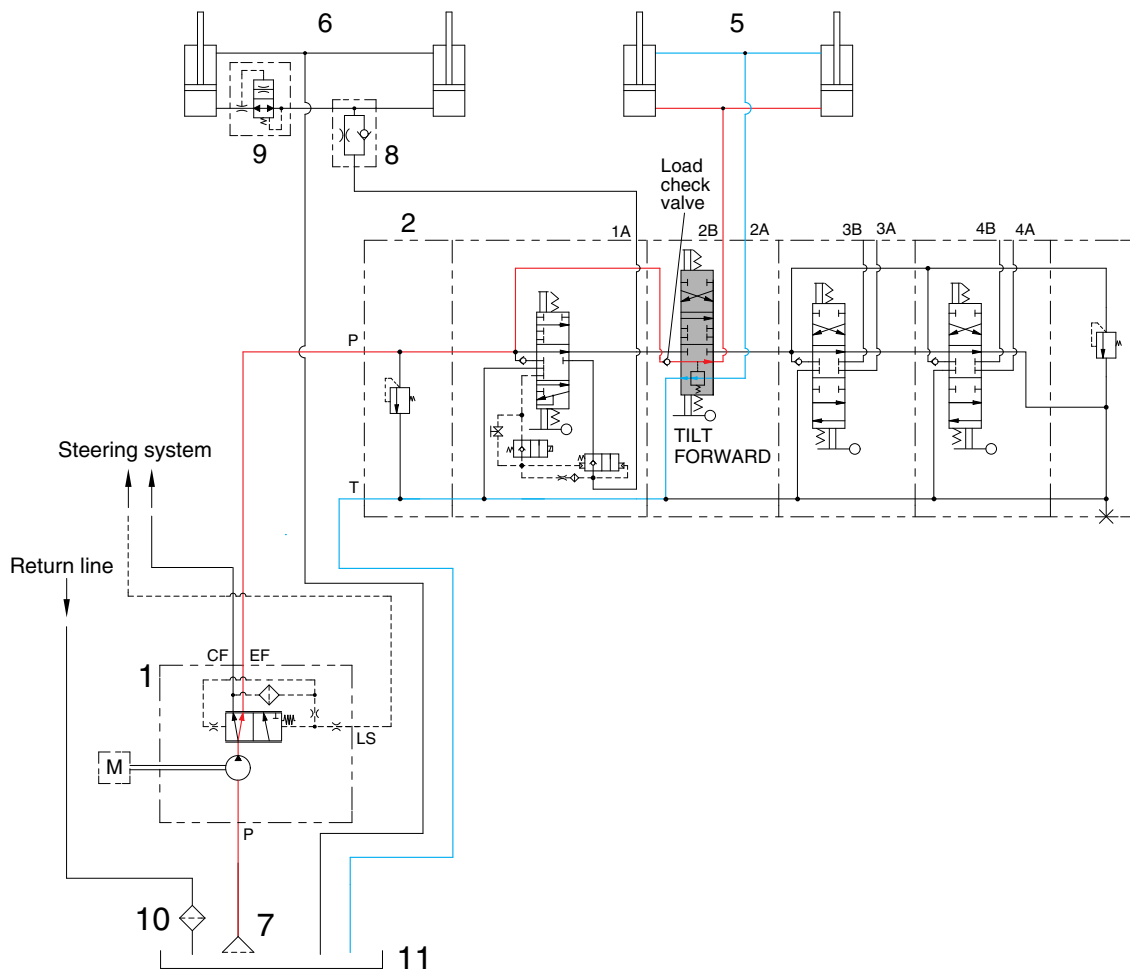 6
5
9
8
Load
check
valve
2
1A
2B
2A
3B
3A
4B
4A
P
TILT
FORWARD
Steering system
T
Return line
CF
EF
1
LS
M
P
10
7
11